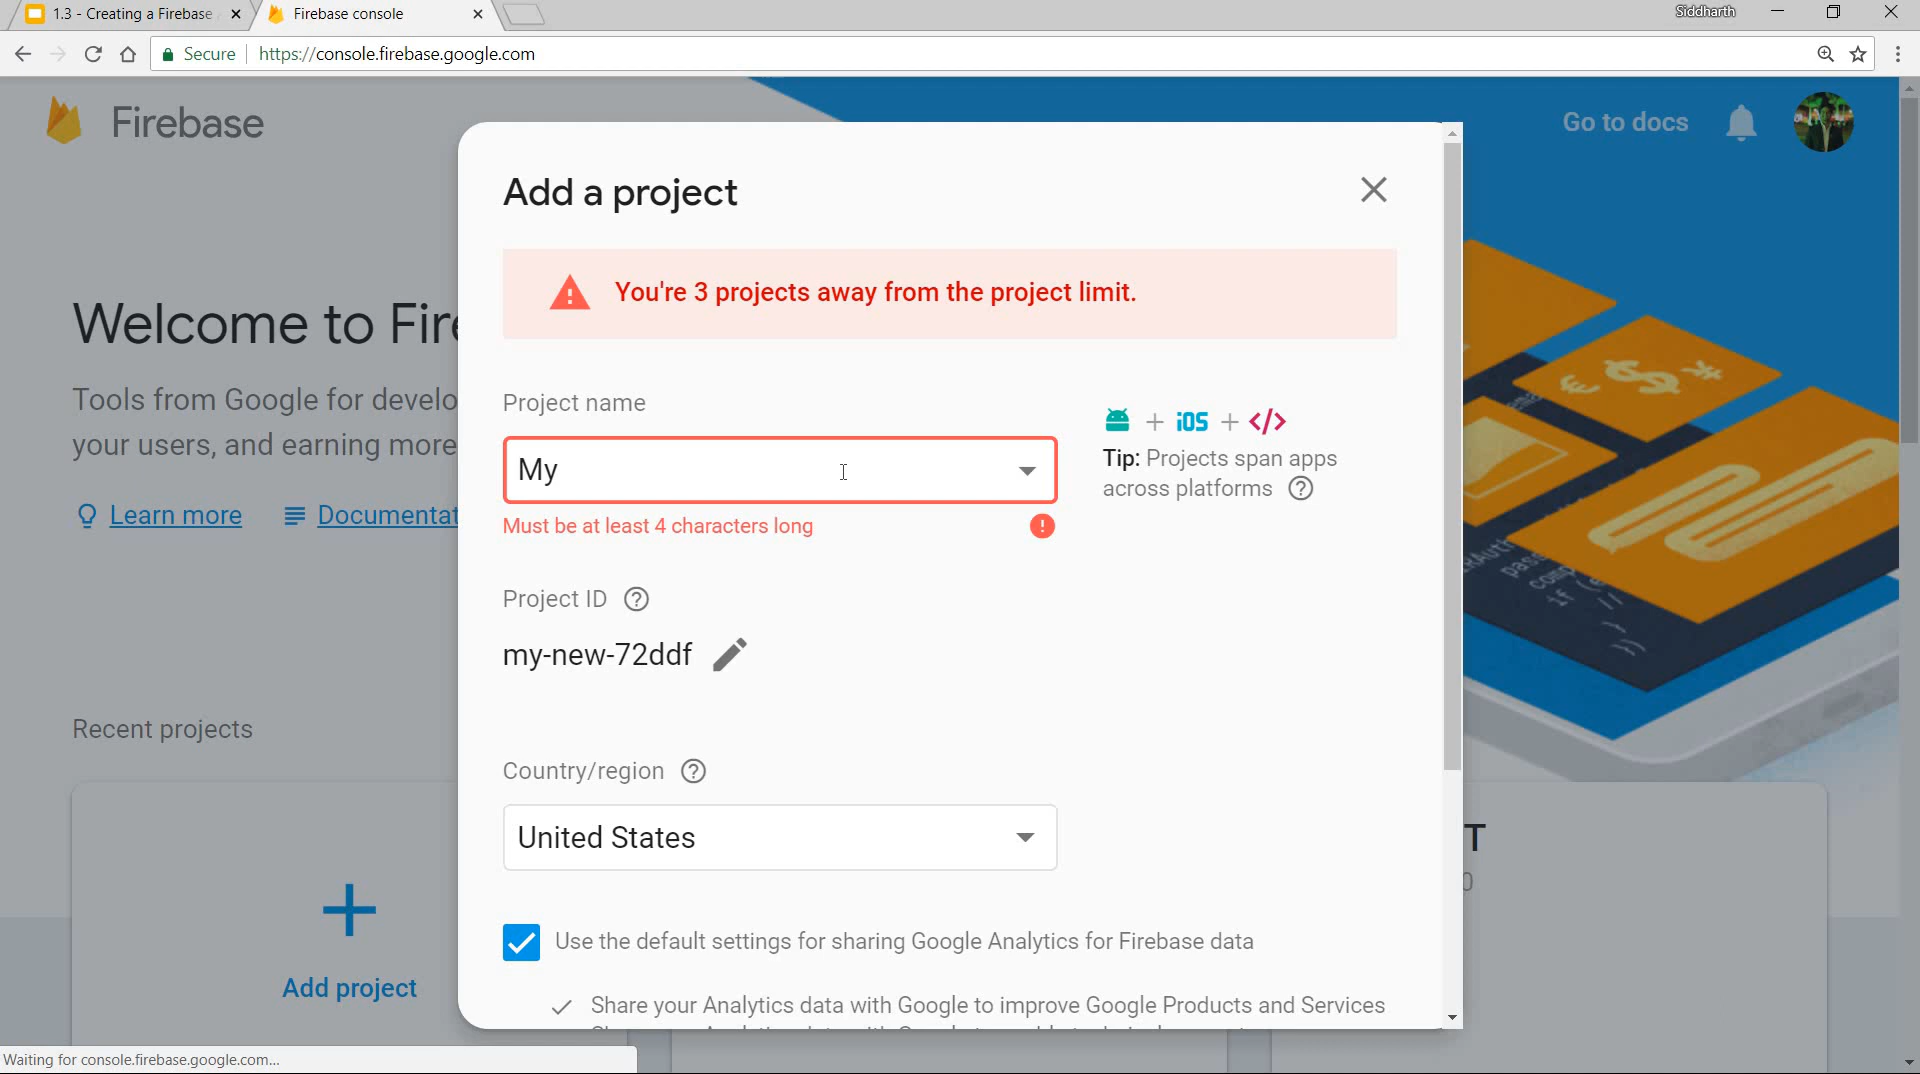 1.3 - Creating a Firebase
Firebase console
Siddharth
Secure
https://console.firebase.google.com
Firebase
Go to docs
Add a project
You're 3 projects away from the project limit.
Welcome to Fire
Tools from Google for develo
your users, and earning more
Learn more
Documentat
Project name
My
Must be at least 4 characters long
+ iOS + </>
Tip: Projects span apps
across platforms
Project ID
my-new-72ddf
Country/region
United States
Recent projects
Add project
Use the default settings for sharing Google Analytics for Firebase data
Share your Analytics data with Google to improve Google Products and Services
T
0
Waiting for console.firebase.google.com...